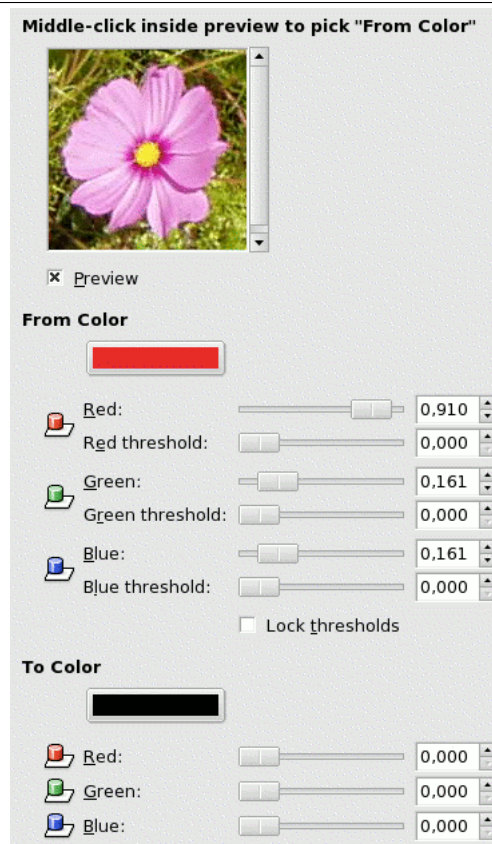 Middle-click inside preview to pick "From Color"
Preview
From Color
Red: 0,910
Red threshold: 0,000
Green: 0,161
Green threshold: 0,000
Blue: 0,161
Blue threshold: 0,000
Lock thresholds
To Color
Red: 0,000
Green: 0,000
Blue: 0,000